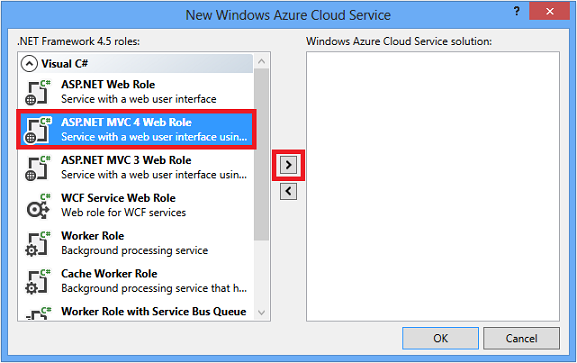 New Windows Azure Cloud Service
? ×
.NET Framework 4.5 roles:
Windows Azure Cloud Service solution:
Visual C#
C#
ASP.NET Web Role
Service with a web user interface
C#
ASP.NET MVC 4 Web Role
Service with a web user interface usin...
C#
ASP.NET MVC 3 Web Role
Service with a web user interface usin...
C#
WCF Service Web Role
Web role for WCF services
C#
Worker Role
Background processing service
C#
Cache Worker Role
Background processing service that h...
C#
Worker Role with Service Bus Queue
>
<
OK
Cancel